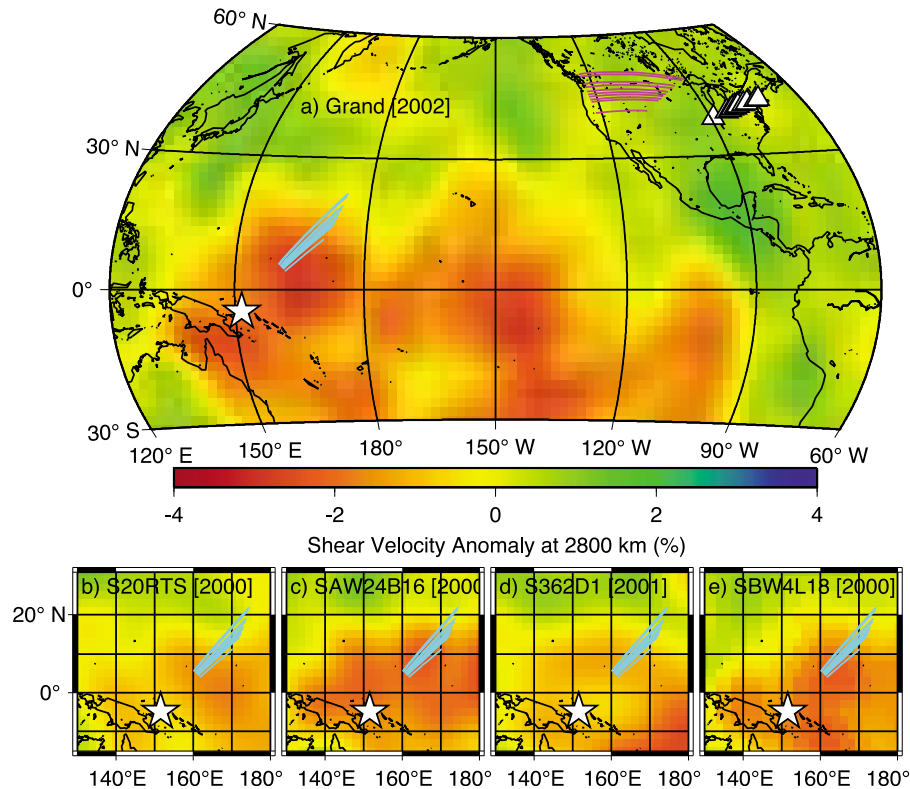 60° N
a) Grand [2002]
30° N
0°
30° S
120° E 150° E 180° 150° W 120° W 90° W 60° W
-4 -2 0 2 4
Shear Velocity Anomaly at 2800 km (%)
b) S20RTS [2000] c) SAW24B16 [2000 d) S362D1 [2001] e) SBW4L18 [2000]
20° N
0°
140°E 160°E 180° 140°E 160°E 180° 140°E 160°E 180° 140°E 160°E 180°